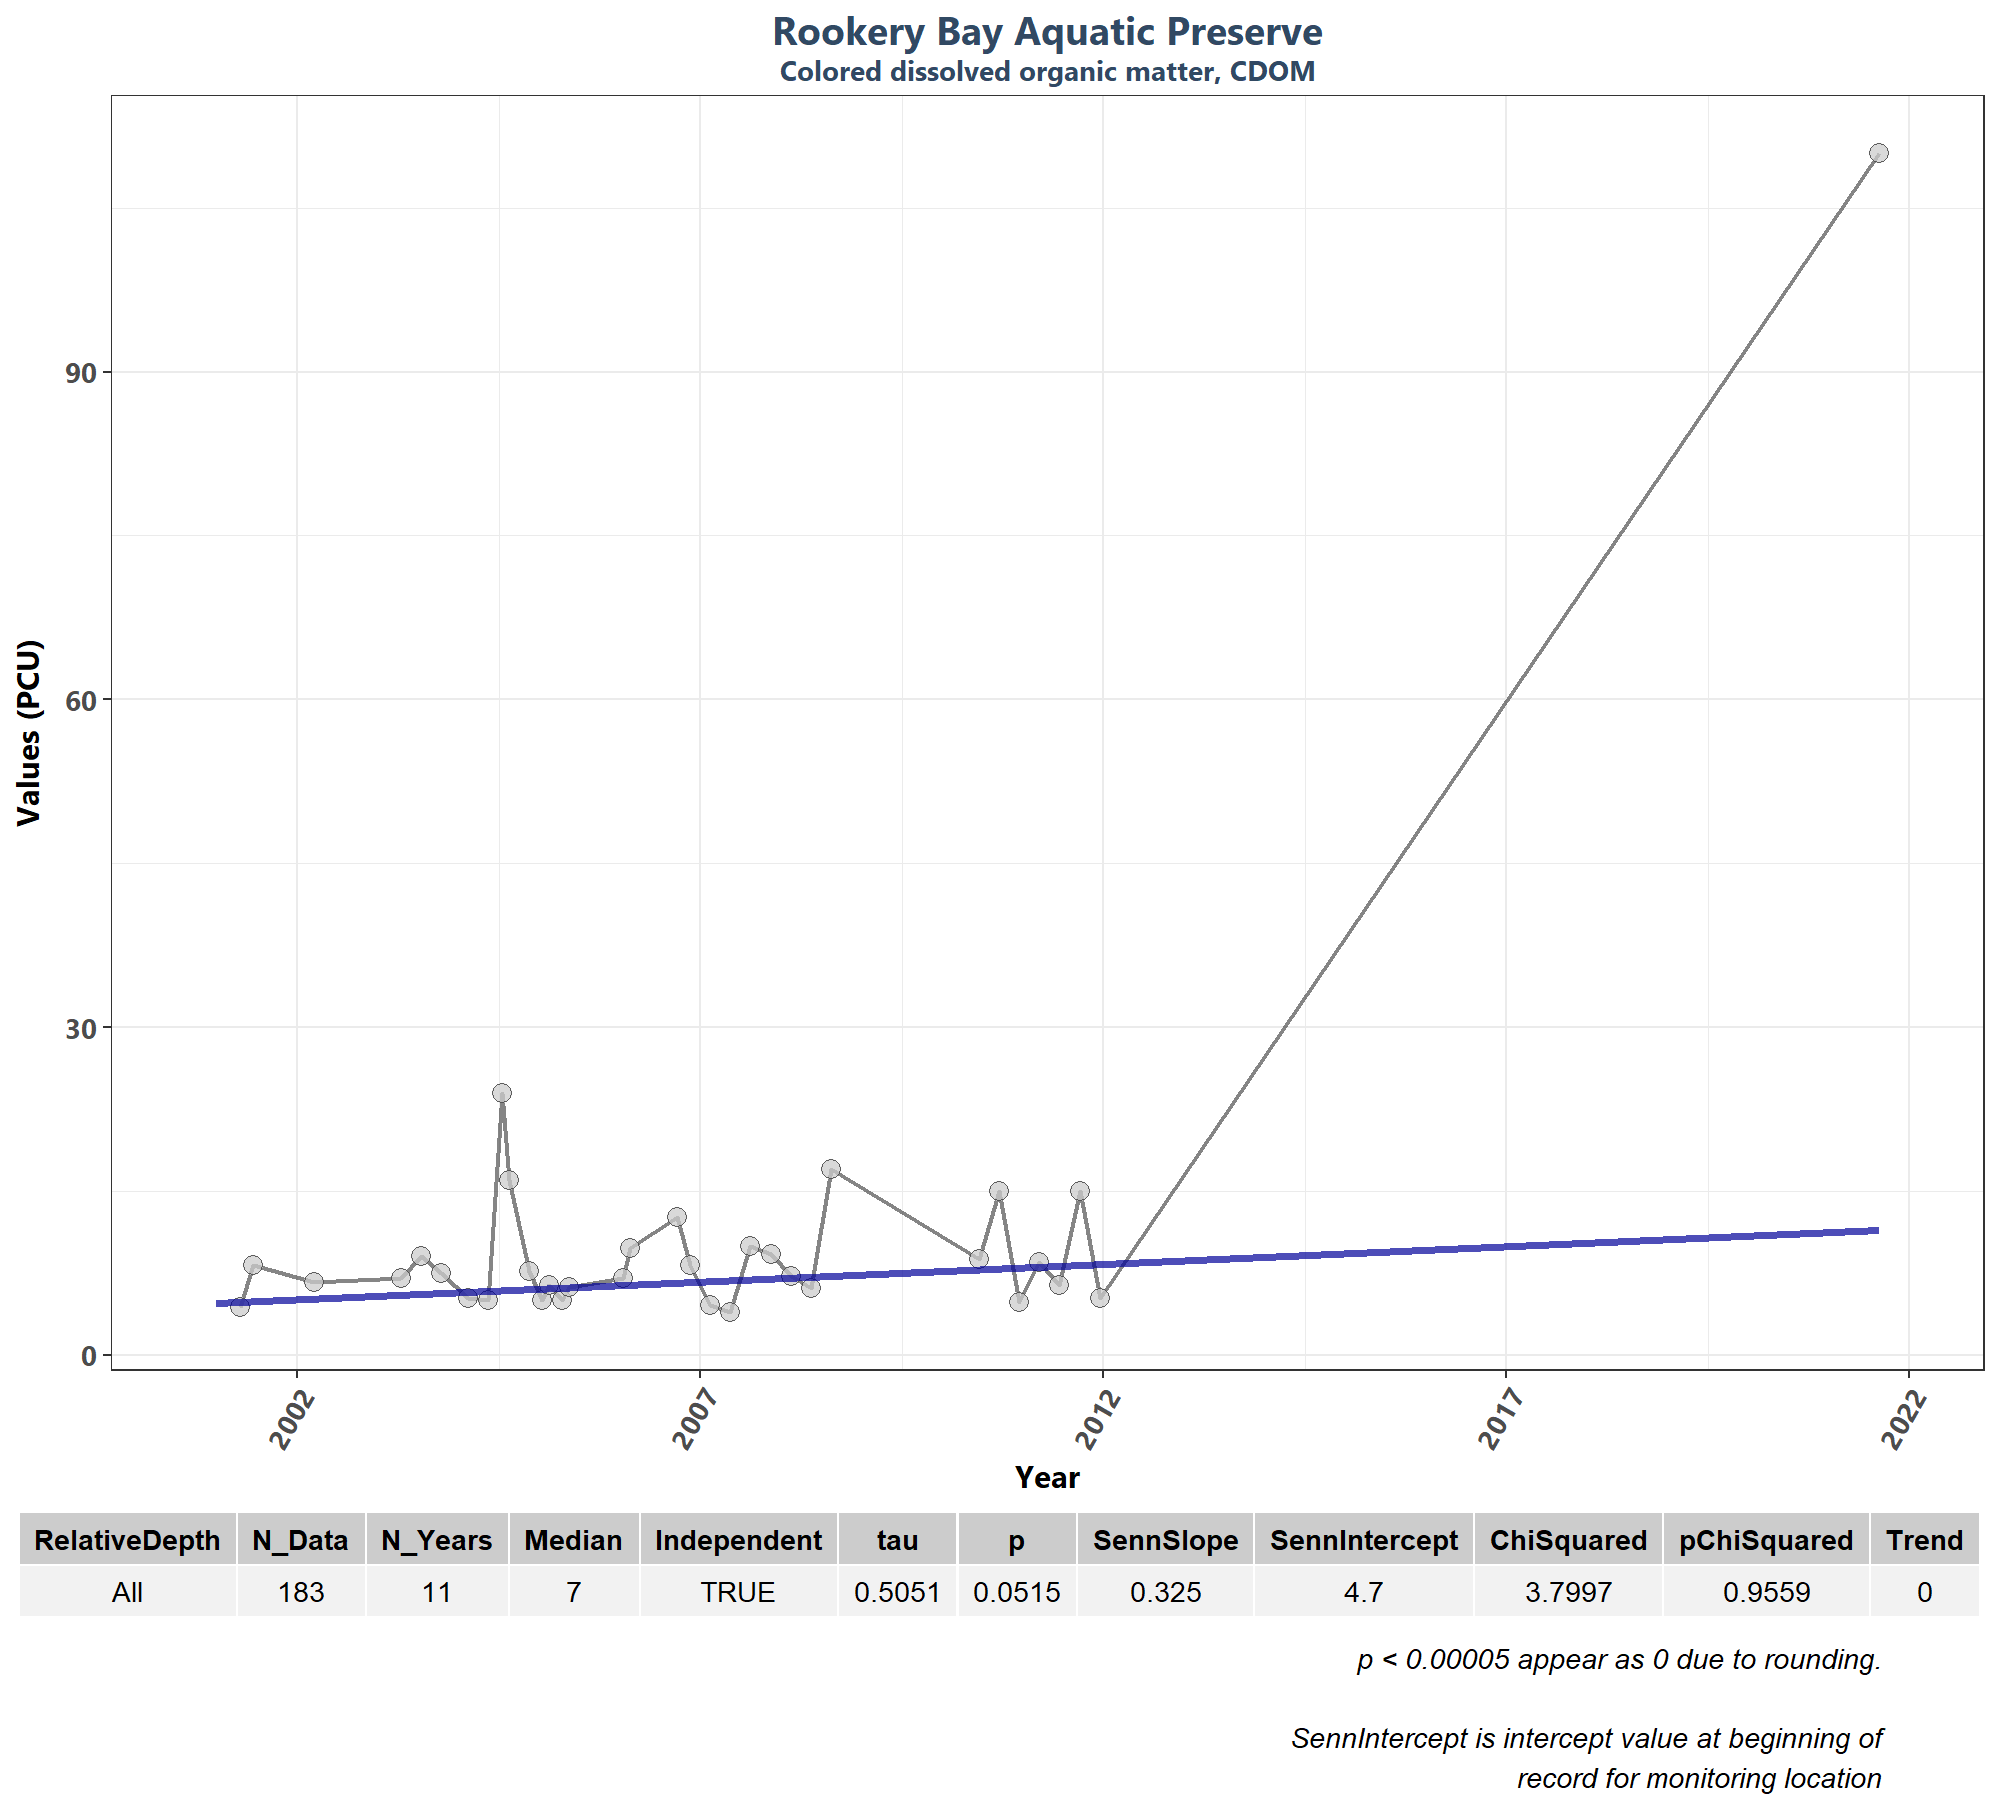 Rookery Bay Aquatic Preserve
Colored dissolved organic matter, CDOM
Values (PCU)
90
60
30
0
2002 2007 2012 2017 2022
Year
RelativeDepth N_Data N_Years Median Independent tau p SennSlope SennIntercept ChiSquared pChiSquared Trend
All 183 11 7 TRUE 0.5051 0.0515 0.325 4.7 3.7997 0.9559 0
p < 0.00005 appear as 0 due to rounding.
SennIntercept is intercept value at beginning of
record for monitoring location